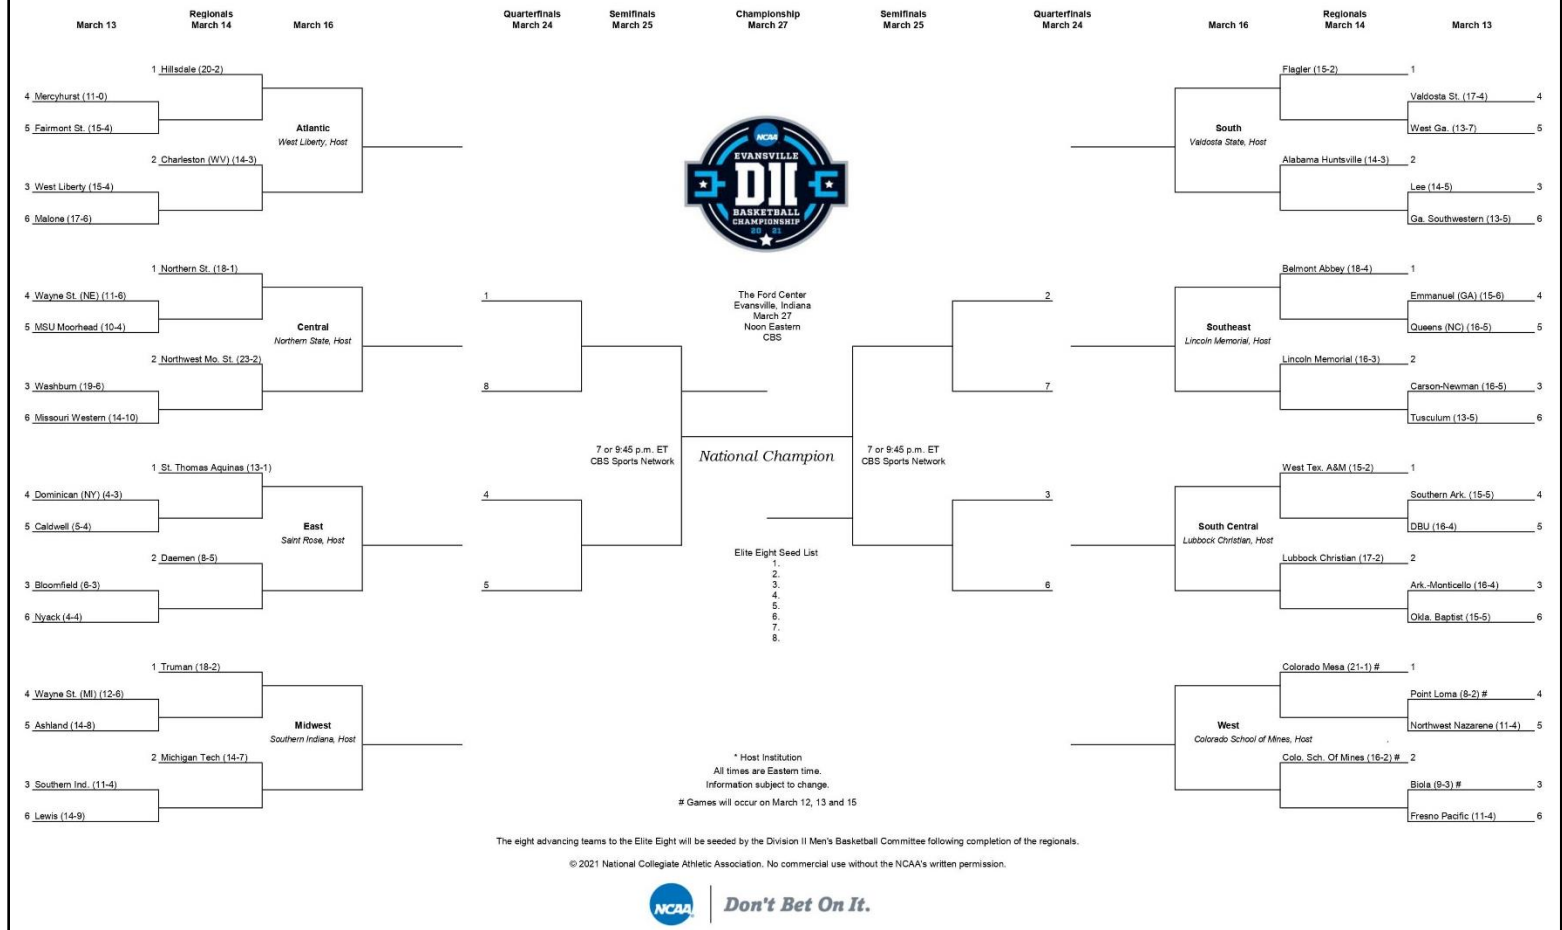 Regionals
Quarterfinals
Semifinals
Championship
Semifinals
Quarterfinals
Regionals
March 13
March 14
March 16
March 24
March 25
March 27
March 25
March 24
March 16
March 14
March 13
1 Hillsdale (20-2)
4 Mercyhurst (11-0)
5 Fairmont St. (15-4)
Atlantic
West Liberty, Host
2 Charleston (WV) (14-3)
3 West Liberty (15-4)
6 Malone (17-6)
1 Northern St. (18-1)
4 Wayne St. (NE) (11-6)
5 MSU Moorhead (10-4)
Central
Northern State, Host
2 Northwest Mo. St. (23-2)
3 Washburn (19-6)
6 Missouri Western (14-10)
1 St. Thomas Aquinas (13-1)
4 Dominican (NY) (4-3)
5 Caldwell (5-4)
East
Saint Rose, Host
2 Daemen (8-5)
3 Bloomfield (6-3)
6 Nyack (4-4)
1 Truman (18-2)
4 Wayne St. (MI) (12-6)
5 Ashland (14-8)
Midwest
Southern Indiana, Host
2 Michigan Tech (14-7)
3 Southern Ind. (11-4)
6 Lewis (14-9)
1
8
4
5
7 or 9:45 p.m. ET
CBS Sports Network
NCAA
EVANSVILLE
DII
BASKETBALL
CHAMPIONSHIP
20 21
The Ford Center
Evansville, Indiana
March 27
Noon Eastern
CBS
National Champion
Elite Eight Seed List
1.
2.
3.
4.
5.
6.
7.
8.
7 or 9:45 p.m. ET
CBS Sports Network
2
7
3
6
Flagler (15-2) 1
Valdosta St. (17-4) 4
West Ga. (13-7) 5
South
Valdosta State, Host
Alabama Huntsville (14-3) 2
Lee (14-5) 3
Ga. Southwestern (13-5) 6
Belmont Abbey (18-4) 1
Emmanuel (GA) (15-6) 4
Queens (NC) (16-5) 5
Southeast
Lincoln Memorial, Host
Lincoln Memorial (16-3) 2
Carson-Newman (16-5) 3
Tusculum (13-5) 6
West Tex. A&M (15-2) 1
Southern Ark. (15-5) 4
DBU (16-4) 5
South Central
Lubbock Christian, Host
Lubbock Christian (17-2) 2
Ark.-Monticello (16-4) 3
Okla. Baptist (15-5) 6
Colorado Mesa (21-1) # 1
Point Loma (8-2) # 4
Northwest Nazarene (11-4) 5
West
Colorado School of Mines, Host
Colo. Sch. Of Mines (16-2) # 2
Biola (9-3) # 3
Fresno Pacific (11-4) 6
* Host Institution
All times are Eastern time.
Information subject to change.
# Games will occur on March 12, 13 and 15
The eight advancing teams to the Elite Eight will be seeded by the Division II Men's Basketball Committee following completion of the regionals.
© 2021 National Collegiate Athletic Association. No commercial use without the NCAA's written permission.
NCAA
Don't Bet On It.